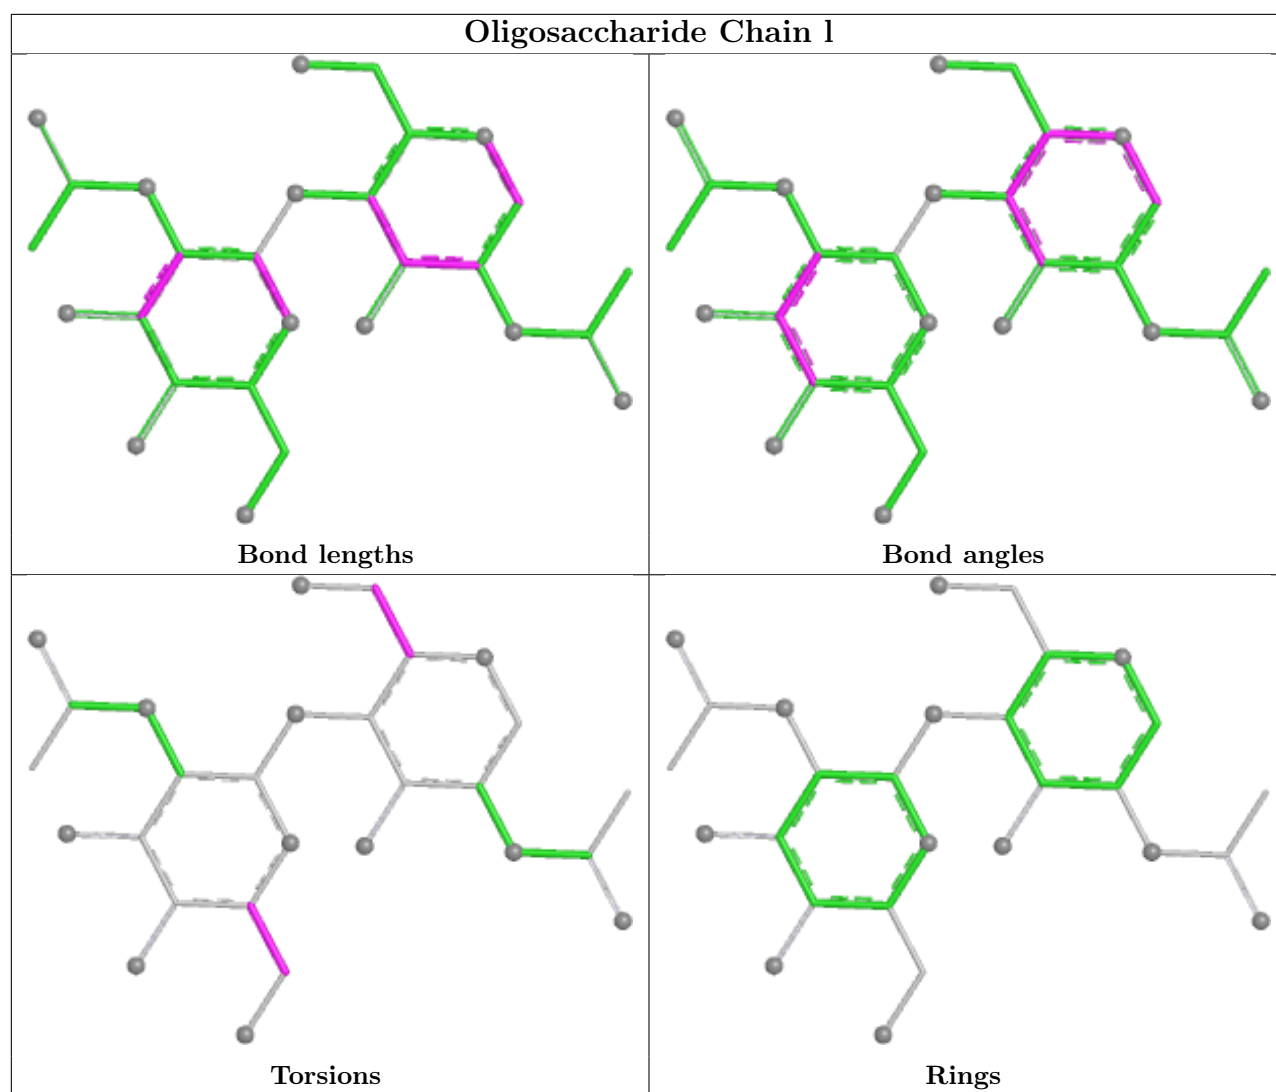 Oligosaccharide Chain l
Bond lengths
Bond angles
Torsions
Rings